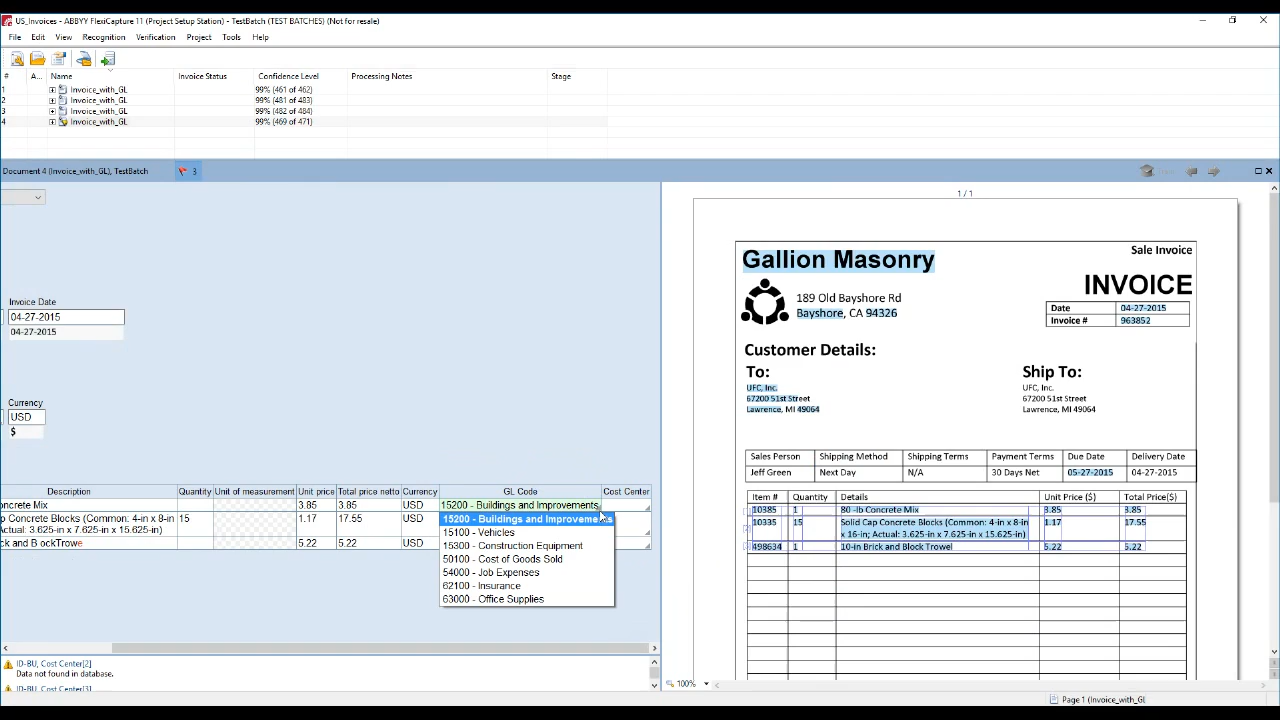 US_Invoices - ABBYY FlexiCapture 11 (Project Setup Station) - TestBatch (TEST BATCHES) (Not for resale)
File Edit View Recognition Verification Project Tools Help
# A... Name Invoice Status Confidence Level Processing Notes Stage
1 Invoice_with_GL 99% (461 of 462)
2 Invoice_with_GL 99% (481 of 483)
3 Invoice_with_GL 99% (482 of 484)
4 Invoice_with_GL 99% (469 of 471)
Document 4 (Invoice_with_GL), TestBatch 3
Invoice Date
04-27-2015
04-27-2015
Currency
USD
$
Description Quantity Unit of measurement Unit price Total price netto Currency GL Code Cost Center
oncrete Mix 3.85 3.85 USD 15200 - Buildings and Improvements
ap Concrete Blocks (Common: 4-in x 8-in 15 1.17 17.55 USD
Actual: 3.625-in x 7.625-in x 15.625-in)
ck and B ockTrowe 5.22 5.22 USD
15200 - Buildings and Improvements
15100 - Vehicles
15300 - Construction Equipment
50100 - Cost of Goods Sold
54000 - Job Expenses
62100 - Insurance
63000 - Office Supplies
ID-BU, Cost Center[2]
Data not found in database.
ID-BU, Cost Center[3]
1 / 1
Gallion Masonry
Sale Invoice
INVOICE
189 Old Bayshore Rd
Bayshore, CA 94326
Date 04-27-2015
Invoice # 963852
Customer Details:
To:
UFC, Inc.
67200 51st Street
Lawrence, MI 49064
Ship To:
UFC, Inc.
67200 51st Street
Lawrence, MI 49064
Sales Person Shipping Method Shipping Terms Payment Terms Due Date Delivery Date
Jeff Green Next Day N/A 30 Days Net 05-27-2015 04-27-2015
Item # Quantity Details Unit Price ($) Total Price($)
10385 1 80 -lb Concrete Mix 3.85 3.85
10335 15 Solid Cap Concrete Blocks (Common: 4-in x 8-in 1.17 17.55
x 16-in; Actual: 3.625-in x 7.625-in x 15.625-in)
498634 1 10-in Brick and Block Trowel 5.22 5.22
100%
Page 1 (Invoice_with_GL